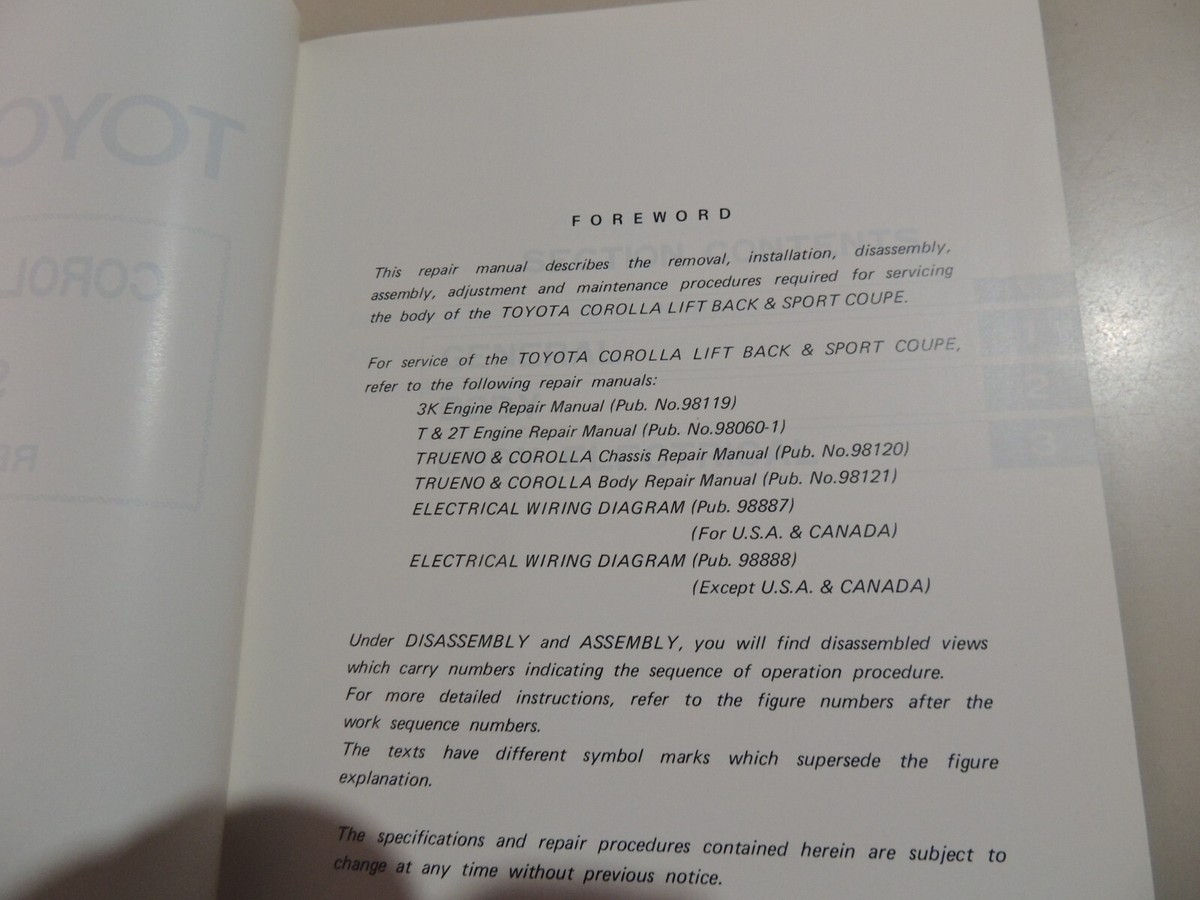 FOREWORD
This repair manual describes the removal, installation, disassembly,
assembly, adjustment and maintenance procedures required for servicing
the body of the TOYOTA COROLLA LIFT BACK & SPORT COUPE.
For service of the TOYOTA COROLLA LIFT BACK & SPORT COUPE,
refer to the following repair manuals:
3K Engine Repair Manual (Pub. No.98119)
T & 2T Engine Repair Manual (Pub. No.98060-1)
TRUENO & COROLLA Chassis Repair Manual (Pub. No.98120)
TRUENO & COROLLA Body Repair Manual (Pub. No.98121)
ELECTRICAL WIRING DIAGRAM (Pub. 98887)
(For U.S.A. & CANADA)
ELECTRICAL WIRING DIAGRAM (Pub. 98888)
(Except U.S.A. & CANADA)
Under DISASSEMBLY and ASSEMBLY, you will find disassembled views
which carry numbers indicating the sequence of operation procedure.
For more detailed instructions, refer to the figure numbers after the
work sequence numbers.
The texts have different symbol marks which supersede the figure
explanation.
The specifications and repair procedures contained herein are subject to
change at any time without previous notice.